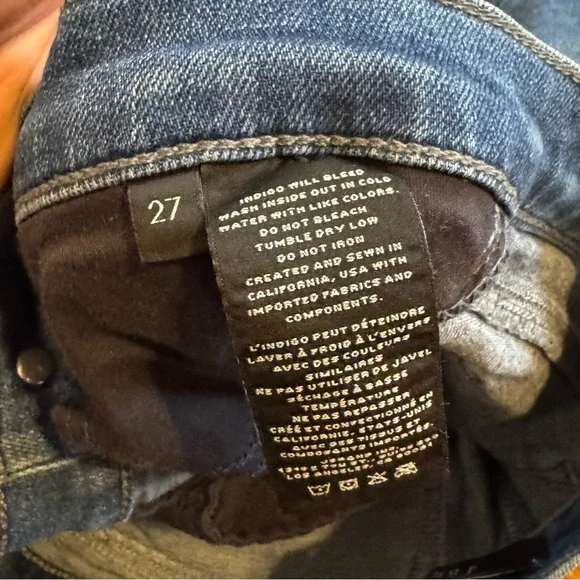 27
INDIGO WILL BLEED
WASH INSIDE OUT IN COLD
WATER WITH LIKE COLORS.
DO NOT BLEACH
TUMBLE DRY LOW
DO NOT IRON
CREATED AND SEWN IN
CALIFORNIA, USA WITH
IMPORTED FABRICS AND
COMPONENTS.
L'INDIGO PEUT DÉTEINDRE
LAVER À FROID À L'ENVERS
AVEC DES COULEURS
SIMILAIRES
NE PAS UTILISER DE JAVEL
SÉCHAGE À BASSE
TEMPÉRATURE
NE PAS REPASSER
CRÉÉ ET CONFECTIONNÉ EN
CALIFORNIE, ÉTATS-UNIS
AVEC DES TISSUS ET
COMPOSANTS IMPORTÉS.
LOS ANGELES,